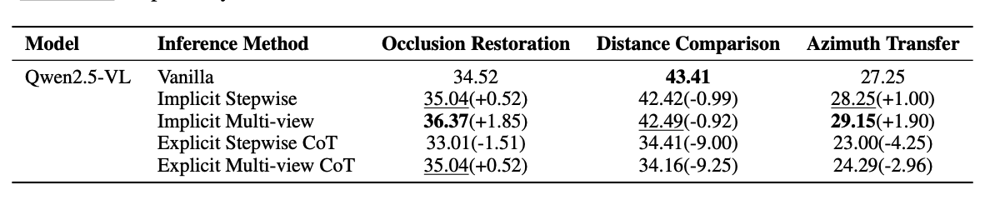 Model Inference Method Occlusion Restoration Distance Comparison Azimuth Transfer
Qwen2.5-VL Vanilla 34.52 43.41 27.25
Implicit Stepwise 35.04(+0.52) 42.42(-0.99) 28.25(+1.00)
Implicit Multi-view 36.37(+1.85) 42.49(-0.92) 29.15(+1.90)
Explicit Stepwise CoT 33.01(-1.51) 34.41(-9.00) 23.00(-4.25)
Explicit Multi-view CoT 35.04(+0.52) 34.16(-9.25) 24.29(-2.96)